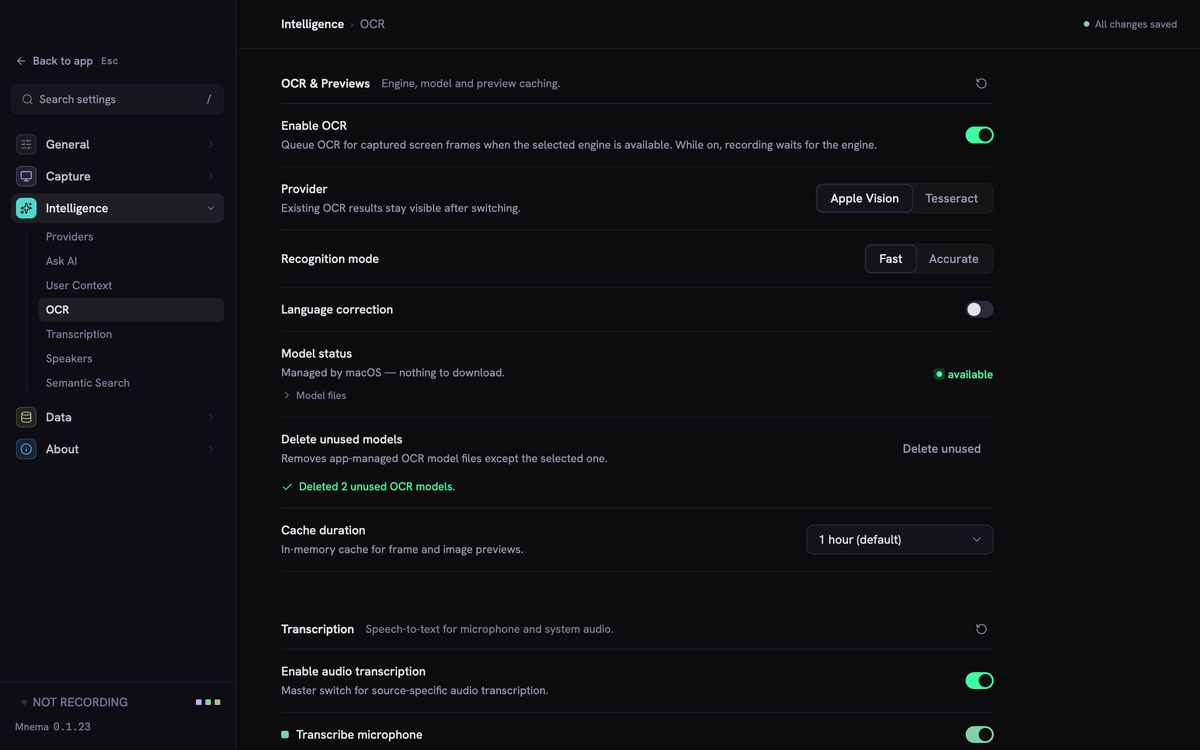 Intelligence › OCR
All changes saved
Back to app Esc
Search settings /
General
Capture
Intelligence
Providers
Ask AI
User Context
OCR
Transcription
Speakers
Semantic Search
Data
About
NOT RECORDING
Mnema 0.1.23
OCR & Previews Engine, model and preview caching.
Enable OCR
Queue OCR for captured screen frames when the selected engine is available. While on, recording waits for the engine.
Provider
Existing OCR results stay visible after switching.
Apple Vision Tesseract
Recognition mode
Fast Accurate
Language correction
Model status
Managed by macOS — nothing to download.
Model files
available
Delete unused models
Removes app-managed OCR model files except the selected one.
Delete unused
Deleted 2 unused OCR models.
Cache duration
In-memory cache for frame and image previews.
1 hour (default)
Transcription Speech-to-text for microphone and system audio.
Enable audio transcription
Master switch for source-specific audio transcription.
Transcribe microphone